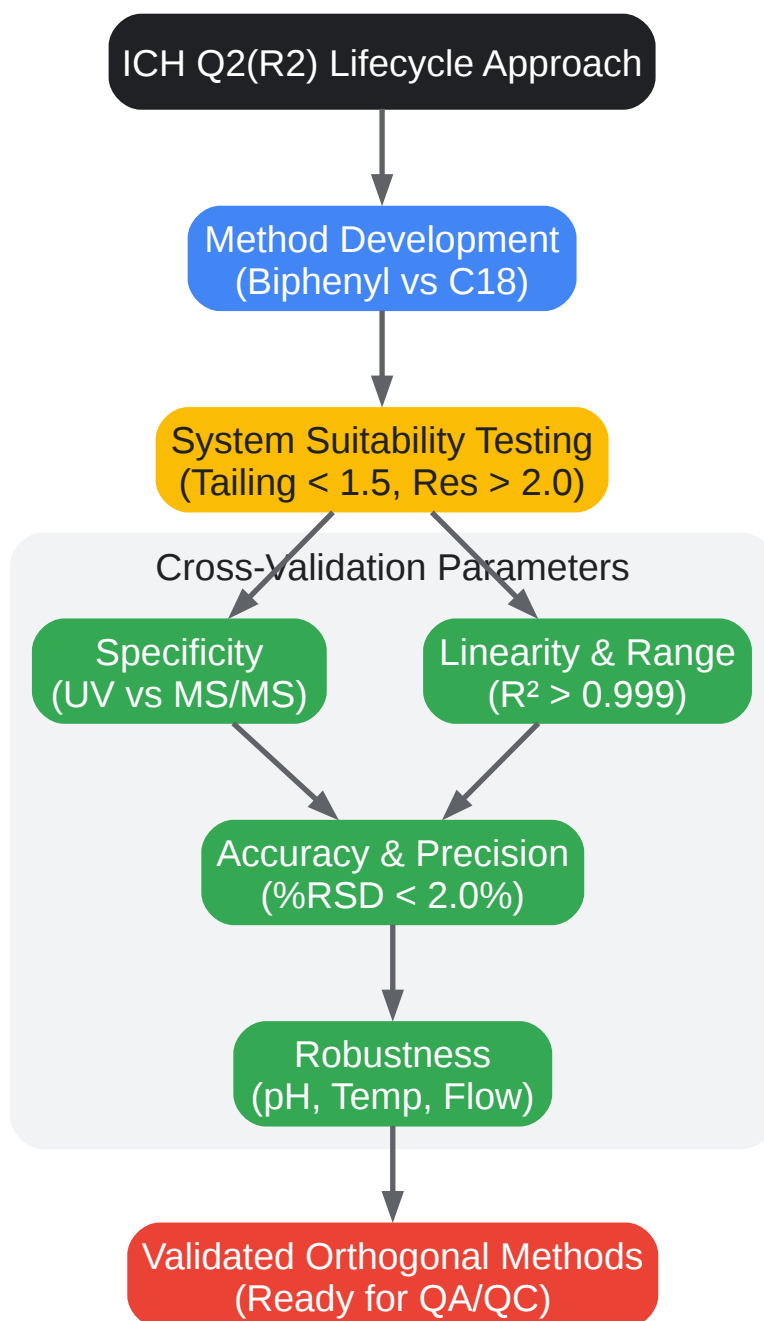 ICH Q2(R2) Lifecycle Approach
Method Development
(Biphenyl vs C18)
System Suitability Testing
(Tailing < 1.5, Res > 2.0)
Cross-Validation Parameters
Specificity
(UV vs MS/MS)
Linearity & Range
(R² > 0.999)
Accuracy & Precision
(%RSD < 2.0%)
Robustness
(pH, Temp, Flow)
Validated Orthogonal Methods
(Ready for QA/QC)